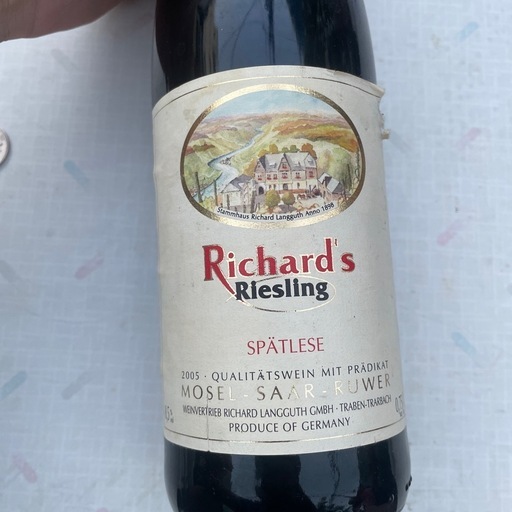 Stammhaus Richard Langguth Anno 1898
Richard's
Riesling
SPÄTLESE
2005 · QUALITÄTSWEIN MIT PRÄDIKAT
MOSEL - SAAR - RUWER
WEINVERTRIEB RICHARD LANGGUTH GMBH · TRABEN-TRARBACH
PRODUCE OF GERMANY